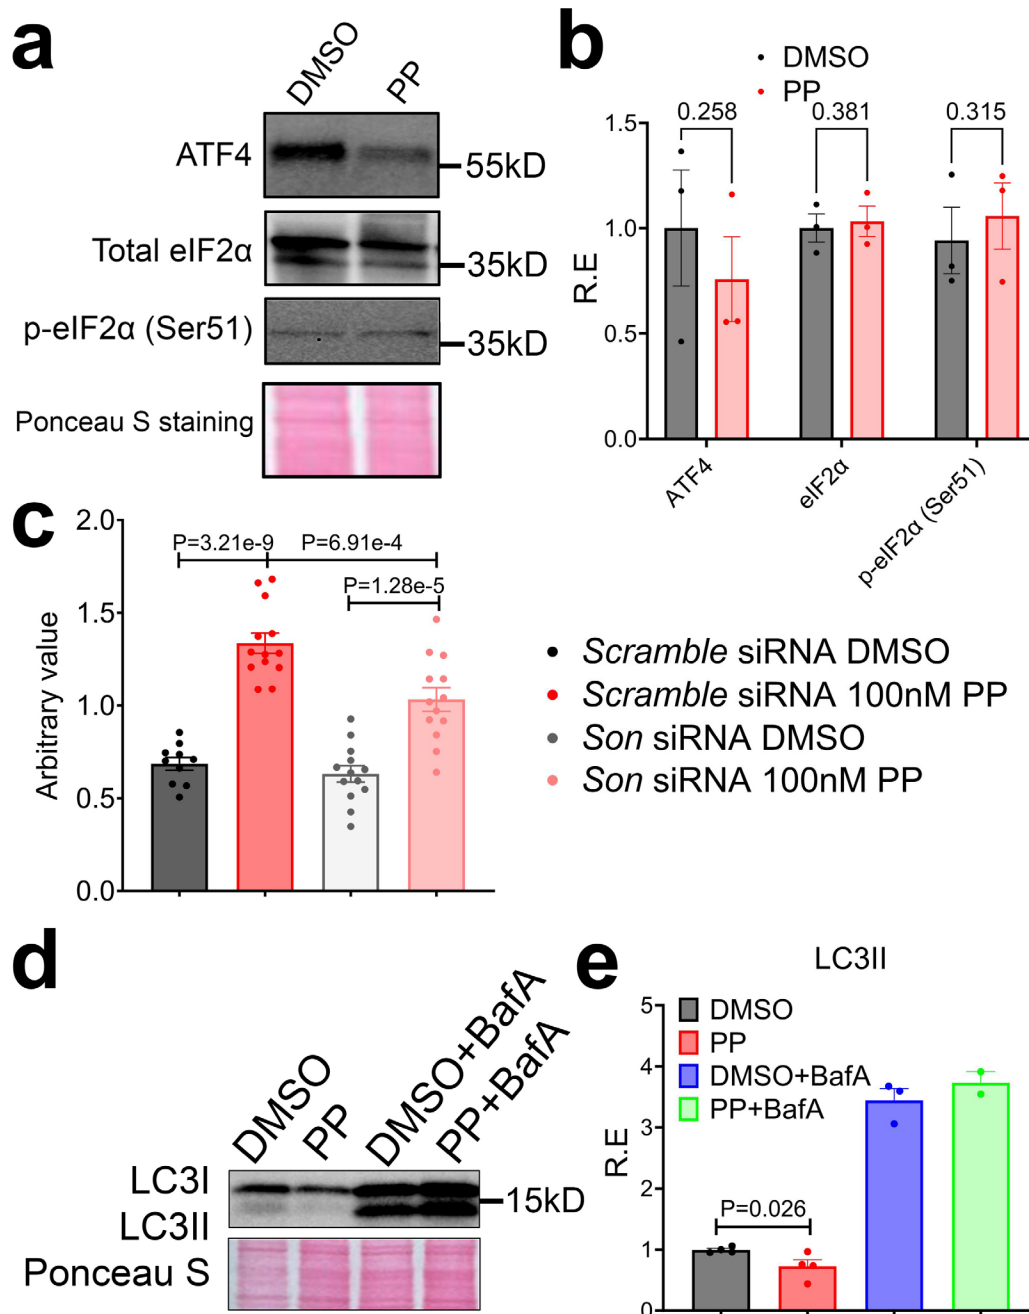 a
DMSO
PP
ATF4
55kD
Total eIF2α
35kD
p-eIF2α (Ser51)
35kD
Ponceau S staining
b
DMSO
PP
0.258
0.381
0.315
1.5
1.0
0.5
0.0
R.E
ATF4
eIF2α
p-eIF2α (Ser51)
c
2.0
1.5
1.0
0.5
0.0
Arbitrary value
P=3.21e-9
P=6.91e-4
P=1.28e-5
Scramble siRNA DMSO
Scramble siRNA 100nM PP
Son siRNA DMSO
Son siRNA 100nM PP
d
DMSO
PP
DMSO+BafA
PP+BafA
LC3I
LC3II
15kD
Ponceau S
e
LC3II
5
4
3
2
1
0
R.E
DMSO
PP
DMSO+BafA
PP+BafA
P=0.026